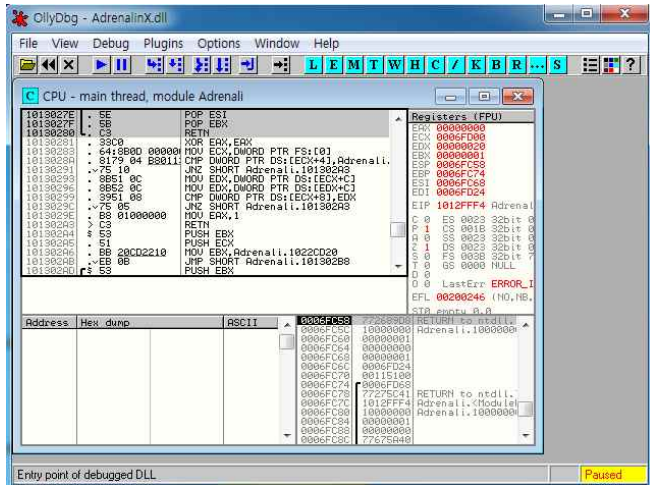 OllyDbg - AdrenalinX.dll
File View Debug Plugins Options Window Help
L E M T W H C / K B R ... S ?
C CPU - main thread, module Adrenali
1013027E . 5E POP ESI
1013027F . 5B POP EBX
10130280 . C3 RETN
10130281 . 33C0 XOR EAX,EAX
10130283 . 64:8B0D 00000 MOV ECX,DWORD PTR FS:[0]
1013028A . 8179 04 B8011 CMP DWORD PTR DS:[ECX+4],Adrenali.
10130291 . 75 10 JNZ SHORT Adrenali.101302A3
10130293 . 8B51 0C MOV EDX,DWORD PTR DS:[ECX+C]
10130296 . 8B52 0C MOV EDX,DWORD PTR DS:[EDX+C]
10130299 . 3951 08 CMP DWORD PTR DS:[ECX+8],EDX
1013029C . 75 05 JNZ SHORT Adrenali.101302A3
1013029E . B8 01000000 MOV EAX,1
101302A3 > C3 RETN
101302A4 $ 53 PUSH EBX
101302A5 . 51 PUSH ECX
101302A6 . BB 20CD2210 MOV EBX,Adrenali.1022CD20
101302AB . EB 0B JMP SHORT Adrenali.101302B8
101302AD $ 53 PUSH EBX
Registers (FPU)
EAX 00000000
ECX 0006FD00
EDX 00000020
EBX 00000001
ESP 0006FC58
EBP 0006FC74
ESI 0006FC68
EDI 0006FD24
EIP 1012FFF4 Adrenal
C 0 ES 0023 32bit 0
P 1 CS 001B 32bit 0
A 0 SS 0023 32bit 0
Z 1 DS 0023 32bit 0
S 0 FS 003B 32bit 7
T 0 GS 0000 NULL
D 0
O 0 LastErr ERROR_I
EFL 00200246 (NO,NB,
ST0 empty 0.0
Address Hex dump ASCII
0006FC58 RETURN to ntdll.
0006FC5C 10000000 Adrenali.1000000
0006FC60 00000001
0006FC64 00000000
0006FC68 00000001
0006FC6C 0006FD24
0006FC70 00115100
0006FC74 0006FD68
0006FC78 77275C41 RETURN to ntdll.
0006FC7C 1012FFF4 Adrenali.<Modulel
0006FC80 10000000 Adrenali.1000000
0006FC84 00000001
0006FC88 00000000
0006FC8C 77675A40
Entry point of debugged DLL
Paused